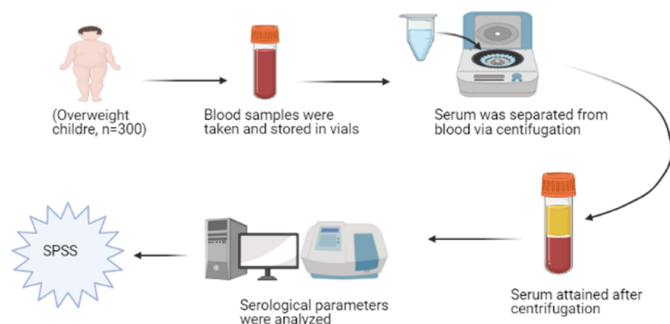 (Overweight
childre, n=300)
Blood samples were
taken and stored in vials
Serum was separated from
blood via centifugation
Serum attained after
centrifugation
Serological parameters
were analyzed
SPSS